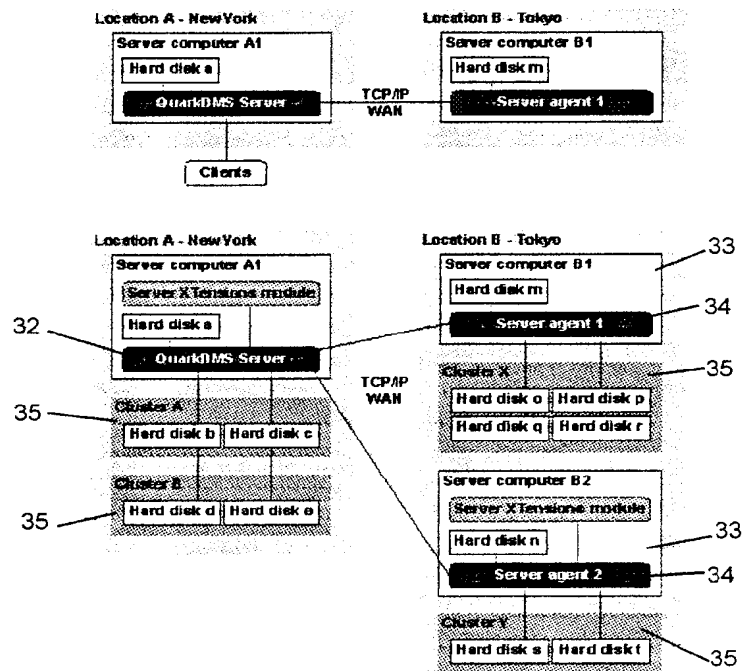 Location A - NewYork
Server computer A1
Hard disk a
QuarkDMS Server
Clients
TCP/IP
WAN
Location B - Tokyo
Server computer B1
Hard disk m
Server agent 1
Location A - NewYork
Server computer A1
Server XTensions module
Hard disk a
32
QuarkDMS Server
35
Cluster A
Hard disk b
Hard disk c
35
Cluster B
Hard disk d
Hard disk e
TCP/IP
WAN
Location B - Tokyo
Server computer B1
33
Hard disk m
34
Server agent 1
35
Cluster X
Hard disk o
Hard disk p
Hard disk q
Hard disk r
Server computer B2
Server XTensions module
Hard disk n
33
Server agent 2
34
Cluster Y
Hard disk s
Hard disk t
35